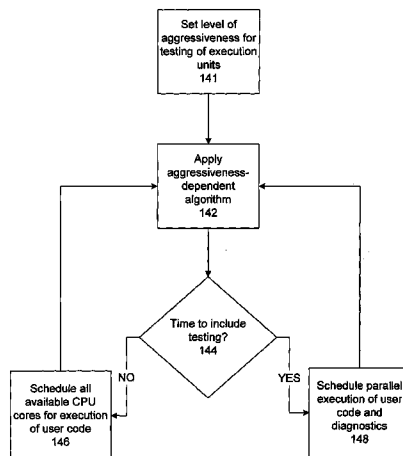 Set level of
aggressiveness for
testing of execution
units
141
Apply
aggressiveness-
dependent
algorithm
142
Time to include
testing?
144
NO
YES
Schedule all
available CPU
cores for execution
of user code
146
Schedule parallel
execution of user
code and
diagnostics
148